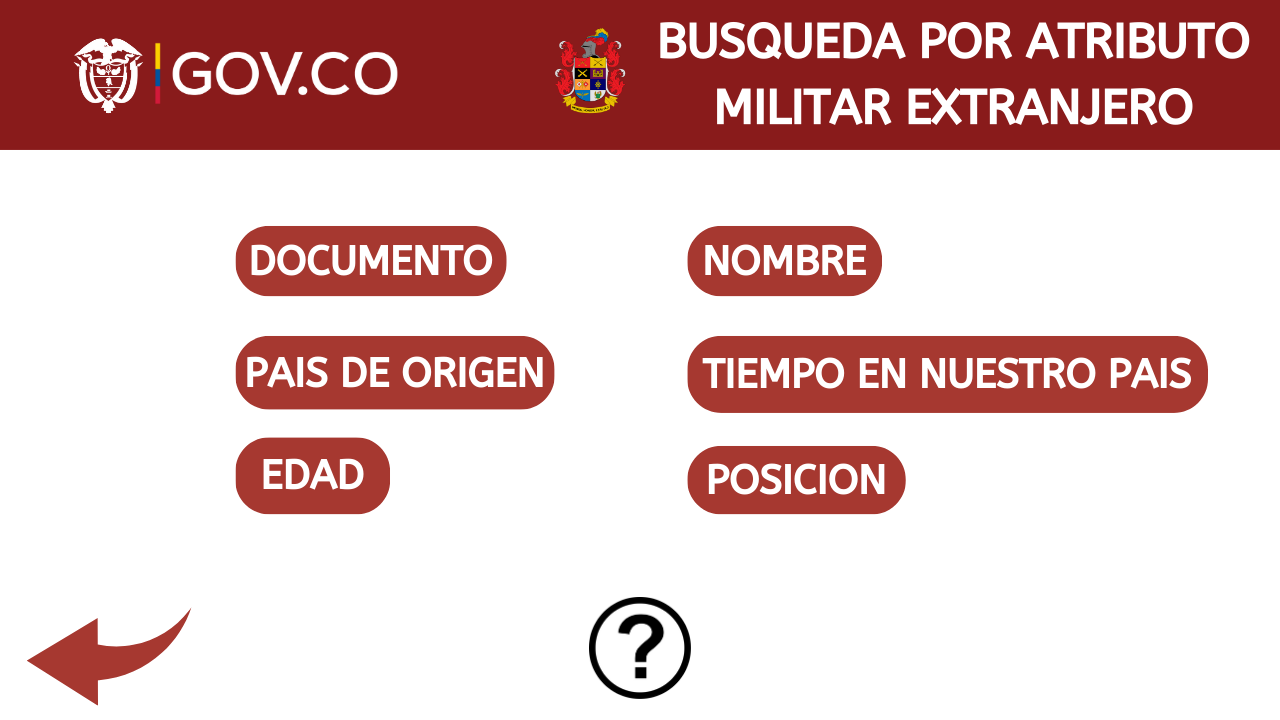 GOV.CO
BUSQUEDA POR ATRIBUTO
MILITAR EXTRANJERO
DOCUMENTO
NOMBRE
PAIS DE ORIGEN
TIEMPO EN NUESTRO PAIS
EDAD
POSICION
?